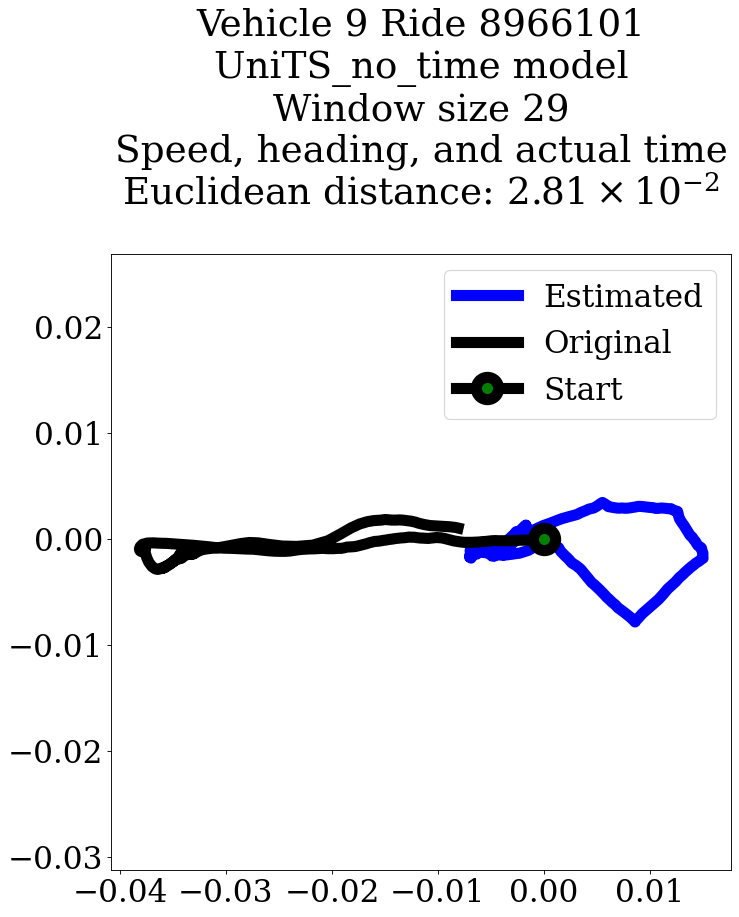 Vehicle 9 Ride 8966101
UniTS_no_time model
Window size 29
Speed, heading, and actual time
Euclidean distance: 2.81 × 10⁻²
Estimated
Original
Start
0.02
0.01
0.00
−0.01
−0.02
−0.03
−0.04 −0.03 −0.02 −0.01 0.00 0.01